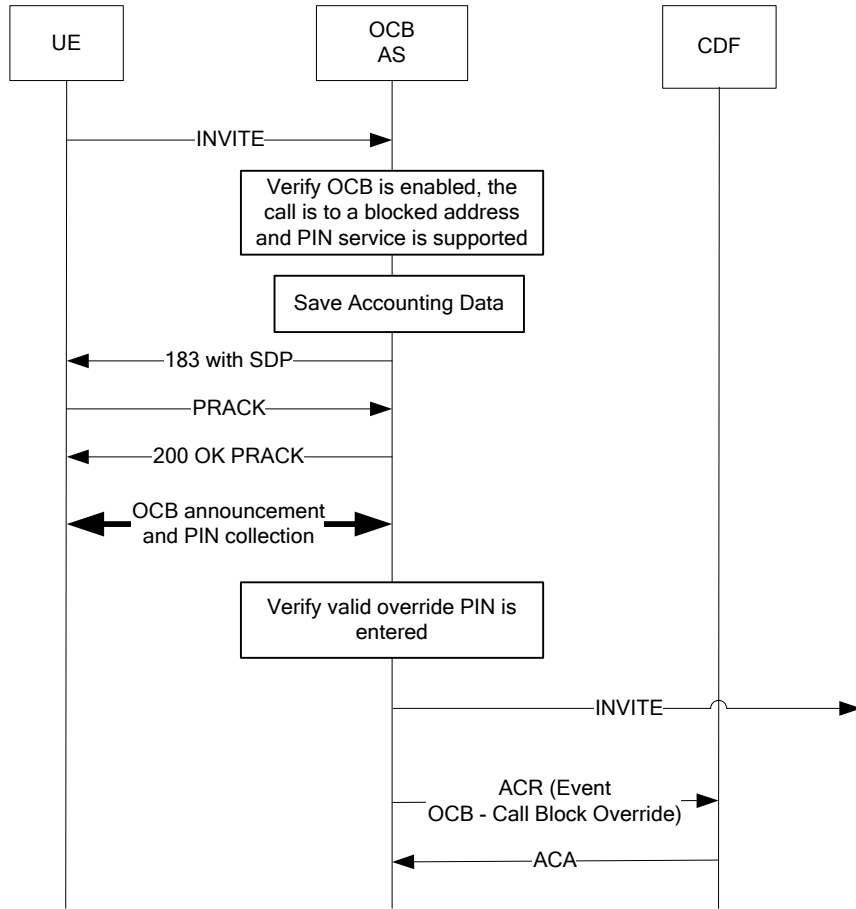 UE
OCB
AS
CDF
INVITE
Verify OCB is enabled, the
call is to a blocked address
and PIN service is supported
Save Accounting Data
183 with SDP
PRACK
200 OK PRACK
OCB announcement
and PIN collection
Verify valid override PIN is
entered
INVITE
ACR (Event
OCB - Call Block Override)
ACA